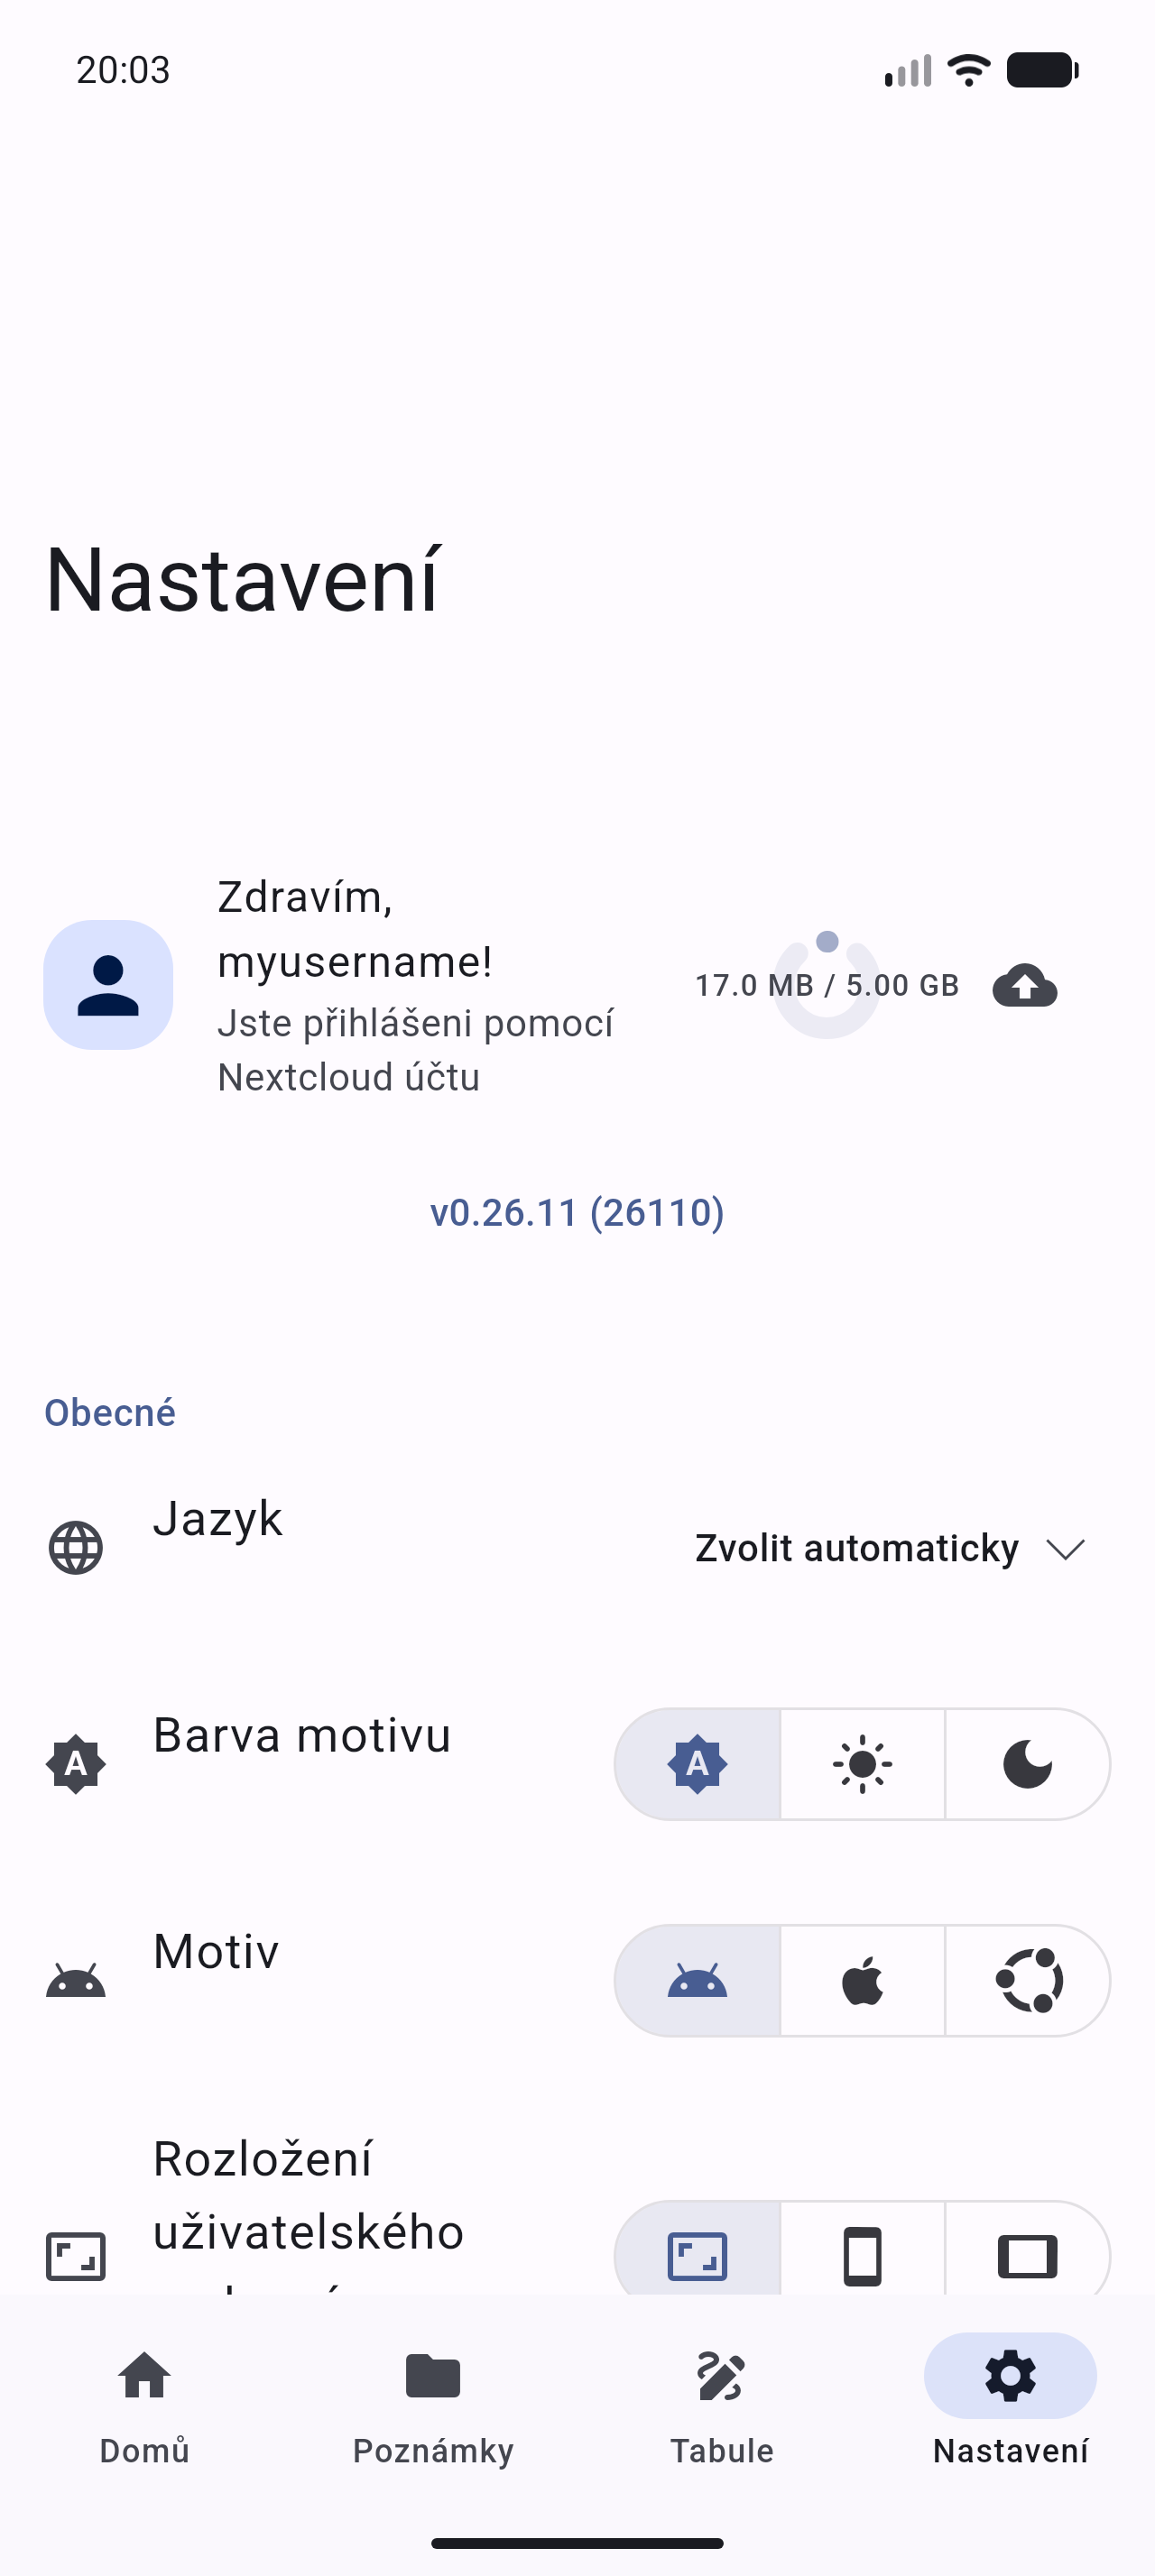 20:03
Nastavení
Zdravím,
myusername!
Jste přihlášeni pomocí
Nextcloud účtu
17.0 MB / 5.00 GB
v0.26.11 (26110)
Obecné
Jazyk
Zvolit automaticky
A
Barva motivu
A
Motiv
Rozložení
uživatelského
Domů
Poznámky
Tabule
Nastavení